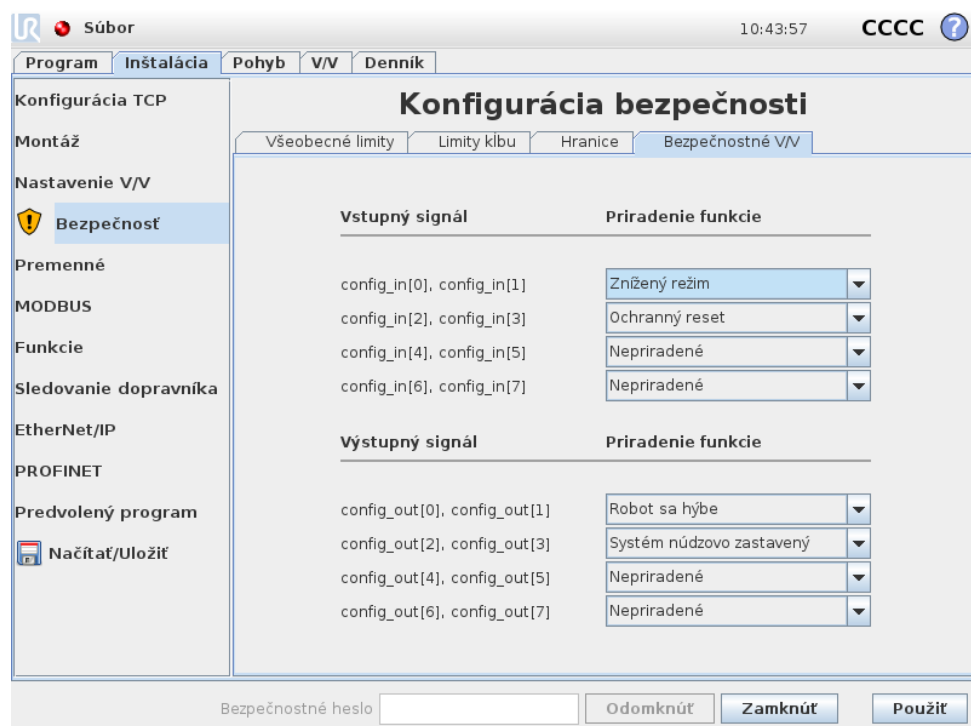 UR Súbor 10:43:57 CCCC ?
Program Inštalácia Pohyb V/V Denník
Konfigurácia TCP
Montáž
Nastavenie V/V
Bezpečnosť
Premenné
MODBUS
Funkcie
Sledovanie dopravníka
EtherNet/IP
PROFINET
Predvolený program
Načítať/Uložiť
Konfigurácia bezpečnosti
Všeobecné limity Limity kĺbu Hranice Bezpečnostné V/V
Vstupný signál Priradenie funkcie
config_in[0], config_in[1] Znížený režim
config_in[2], config_in[3] Ochranný reset
config_in[4], config_in[5] Nepriradené
config_in[6], config_in[7] Nepriradené
Výstupný signál Priradenie funkcie
config_out[0], config_out[1] Robot sa hýbe
config_out[2], config_out[3] Systém núdzovo zastavený
config_out[4], config_out[5] Nepriradené
config_out[6], config_out[7] Nepriradené
Bezpečnostné heslo Odomknúť Zamknúť Použiť